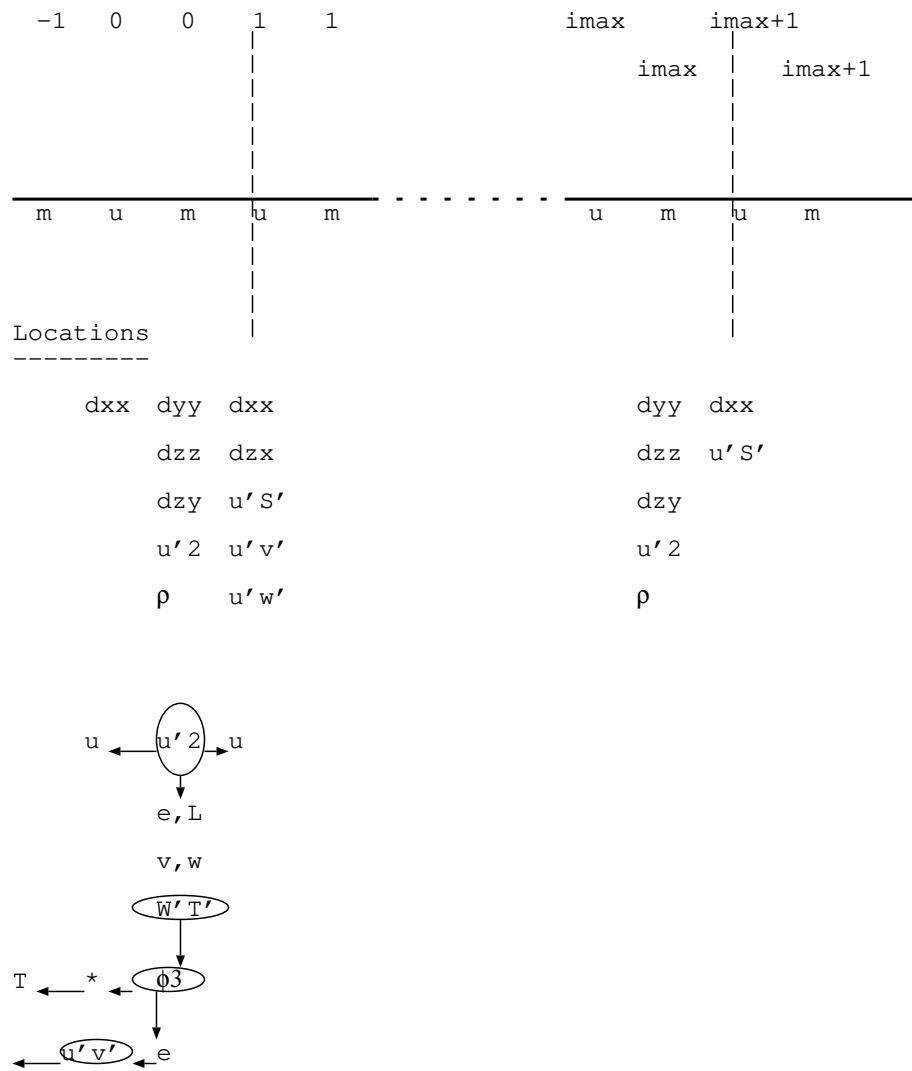 -1 0 0 1 1 imax imax+1
imax imax+1
m u m u m u m u m
Locations
---------
dxx dyy dxx dyy dxx
dzz dzx dzz u'S'
dzy u'S' dzy
u'2 u'v' u'2
ρ u'w' ρ
u u'2 u
e,L
v,w
W'T'
T * ϕ3
u'v' e